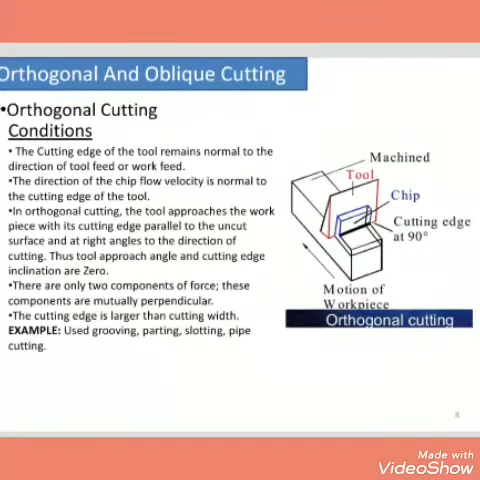 Orthogonal And Oblique Cutting
•Orthogonal Cutting
Conditions
• The Cutting edge of the tool remains normal to the
direction of tool feed or work feed.
•The direction of the chip flow velocity is normal to
the cutting edge of the tool.
•In orthogonal cutting, the tool approaches the work
piece with its cutting edge parallel to the uncut
surface and at right angles to the direction of
cutting. Thus tool approach angle and cutting edge
inclination are Zero.
•There are only two components of force; these
components are mutually perpendicular.
•The cutting edge is larger than cutting width.
EXAMPLE: Used grooving, parting, slotting, pipe
cutting.
Machined
Tool
Chip
Cutting edge
at 90°
Motion of
Workpiece
Orthogonal cutting
8
Made with
VideoShow